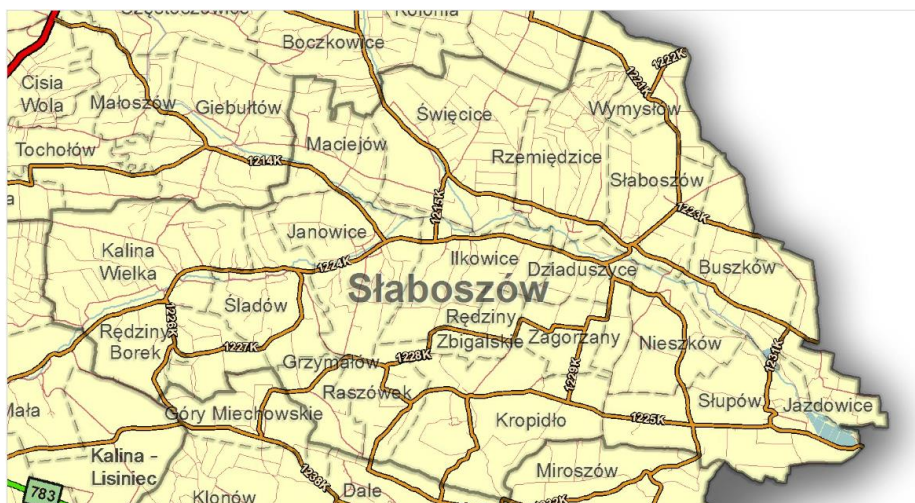 Kolonia
Boczkowice
1222K
Cisia
Wola
Małoszów
Giebułtów
1221K
Wymysłów
Święcice
Tochołów
Maciejów
Rzemiędzice
1214K
Słaboszów
1215K
1223K
Janowice
Kalina
Wielka
Ilkowice
1224K
Dziaduszyce
Buszków
Słaboszów
Śladów
Rędziny
Zbigalskie
Zagorzany
Rędziny
Borek
1226K
1227K
Nieszków
1231K
Grzymałów
1228K
Raszówek
1229K
Słupów
Jazdowice
Mała
Góry Miechowskie
Kropidło
1225K
Kalina -
Lisiniec
Miroszów
1238K
783
Klonów
Dale